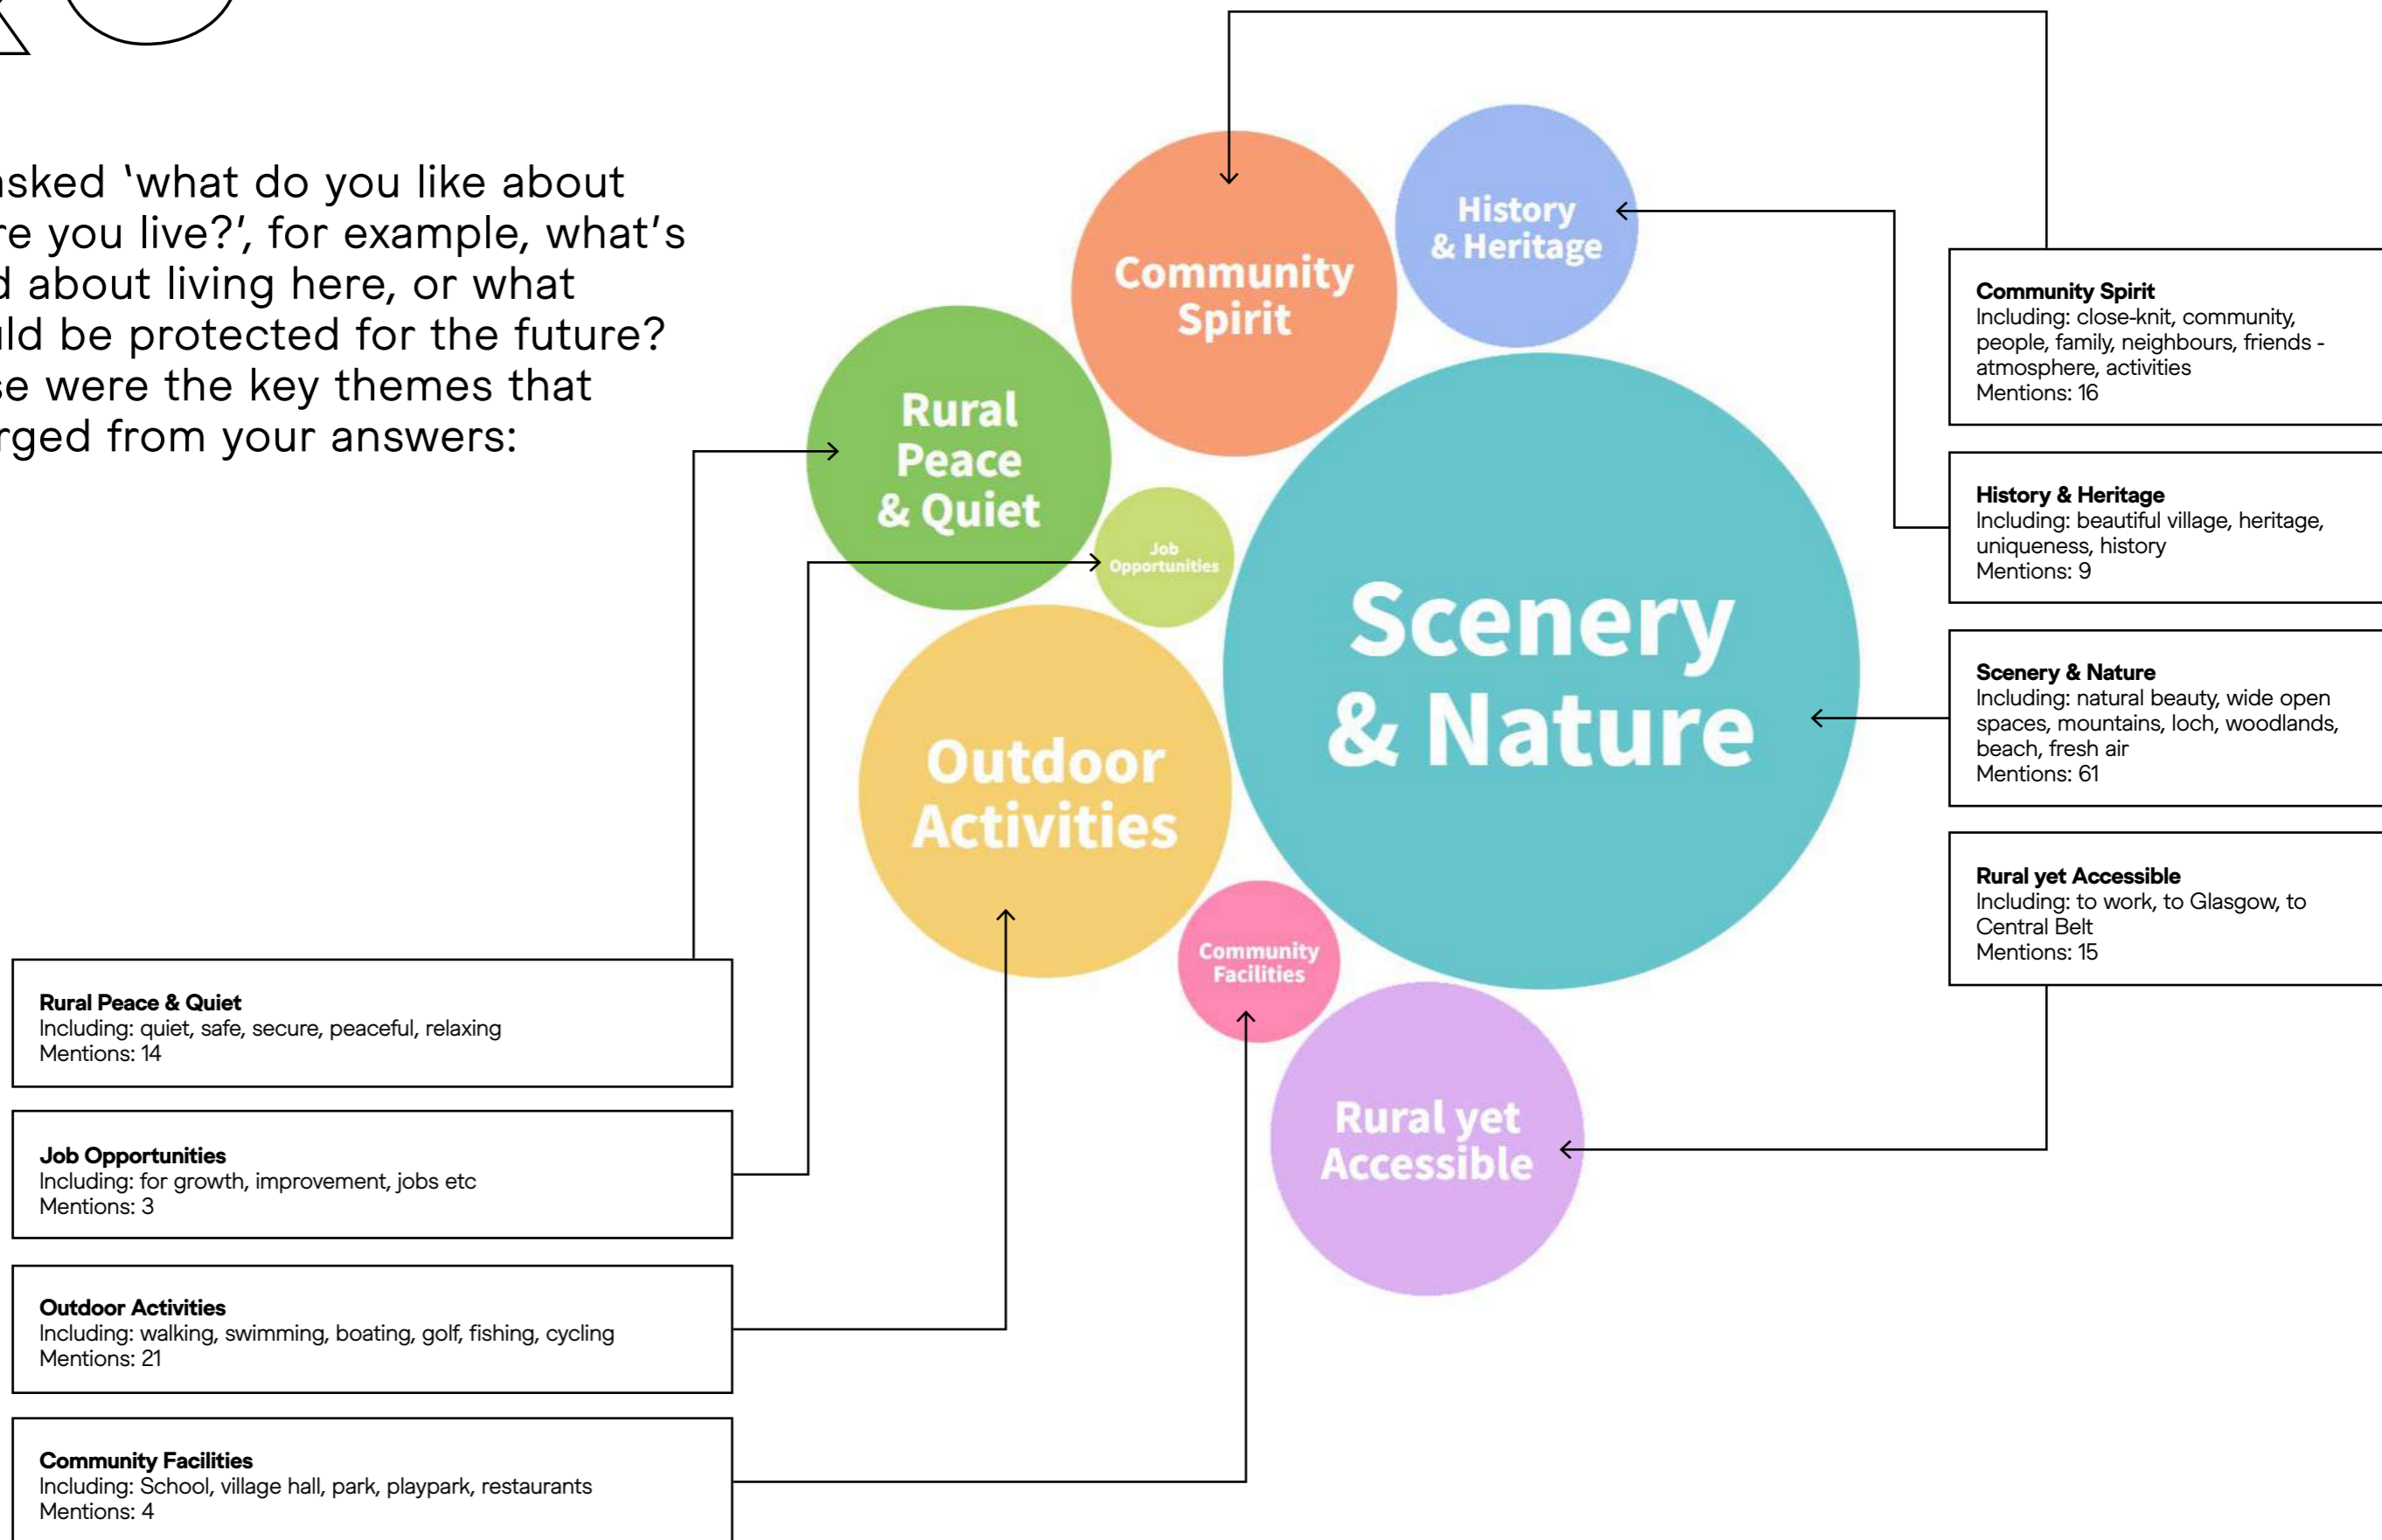 asked ‘what do you like about
re you live?’, for example, what’s
d about living here, or what
ld be protected for the future?
se were the key themes that
rged from your answers:
Community
Spirit
History
& Heritage
Rural
Peace
& Quiet
Job
Opportunities
Scenery
& Nature
Outdoor
Activities
Community
Facilities
Rural yet
Accessible
Community Spirit
Including: close-knit, community,
people, family, neighbours, friends -
atmosphere, activities
Mentions: 16
History & Heritage
Including: beautiful village, heritage,
uniqueness, history
Mentions: 9
Scenery & Nature
Including: natural beauty, wide open
spaces, mountains, loch, woodlands,
beach, fresh air
Mentions: 61
Rural yet Accessible
Including: to work, to Glasgow, to
Central Belt
Mentions: 15
Rural Peace & Quiet
Including: quiet, safe, secure, peaceful, relaxing
Mentions: 14
Job Opportunities
Including: for growth, improvement, jobs etc
Mentions: 3
Outdoor Activities
Including: walking, swimming, boating, golf, fishing, cycling
Mentions: 21
Community Facilities
Including: School, village hall, park, playpark, restaurants
Mentions: 4